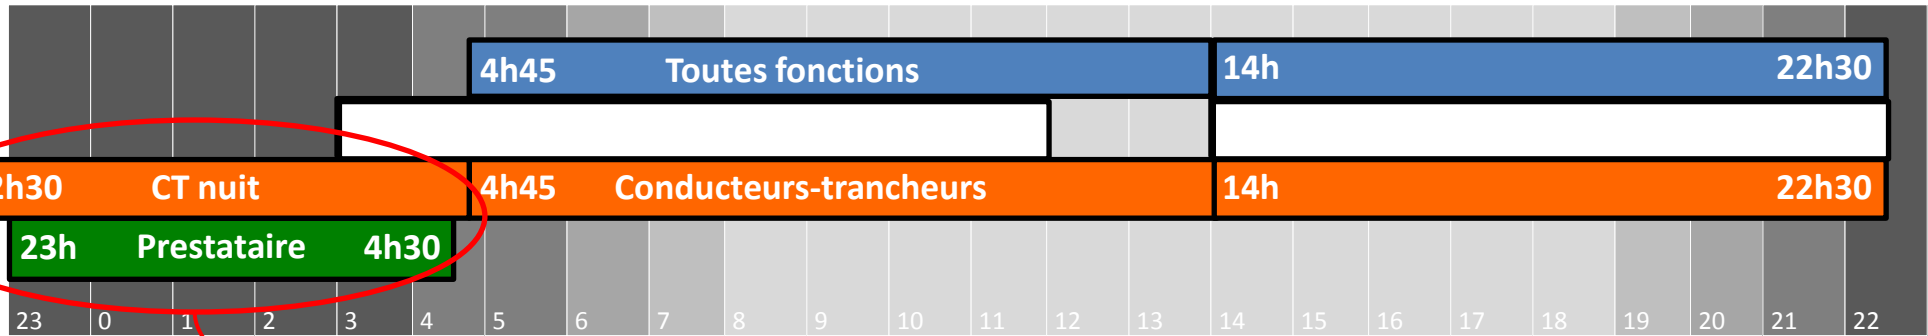 4h45 Toutes fonctions 14h 22h30
2h30 CT nuit 4h45 Conducteurs-trancheurs 14h 22h30
23h Prestataire 4h30
23 0 1 2 3 4 5 6 7 8 9 10 11 12 13 14 15 16 17 18 19 20 21 22